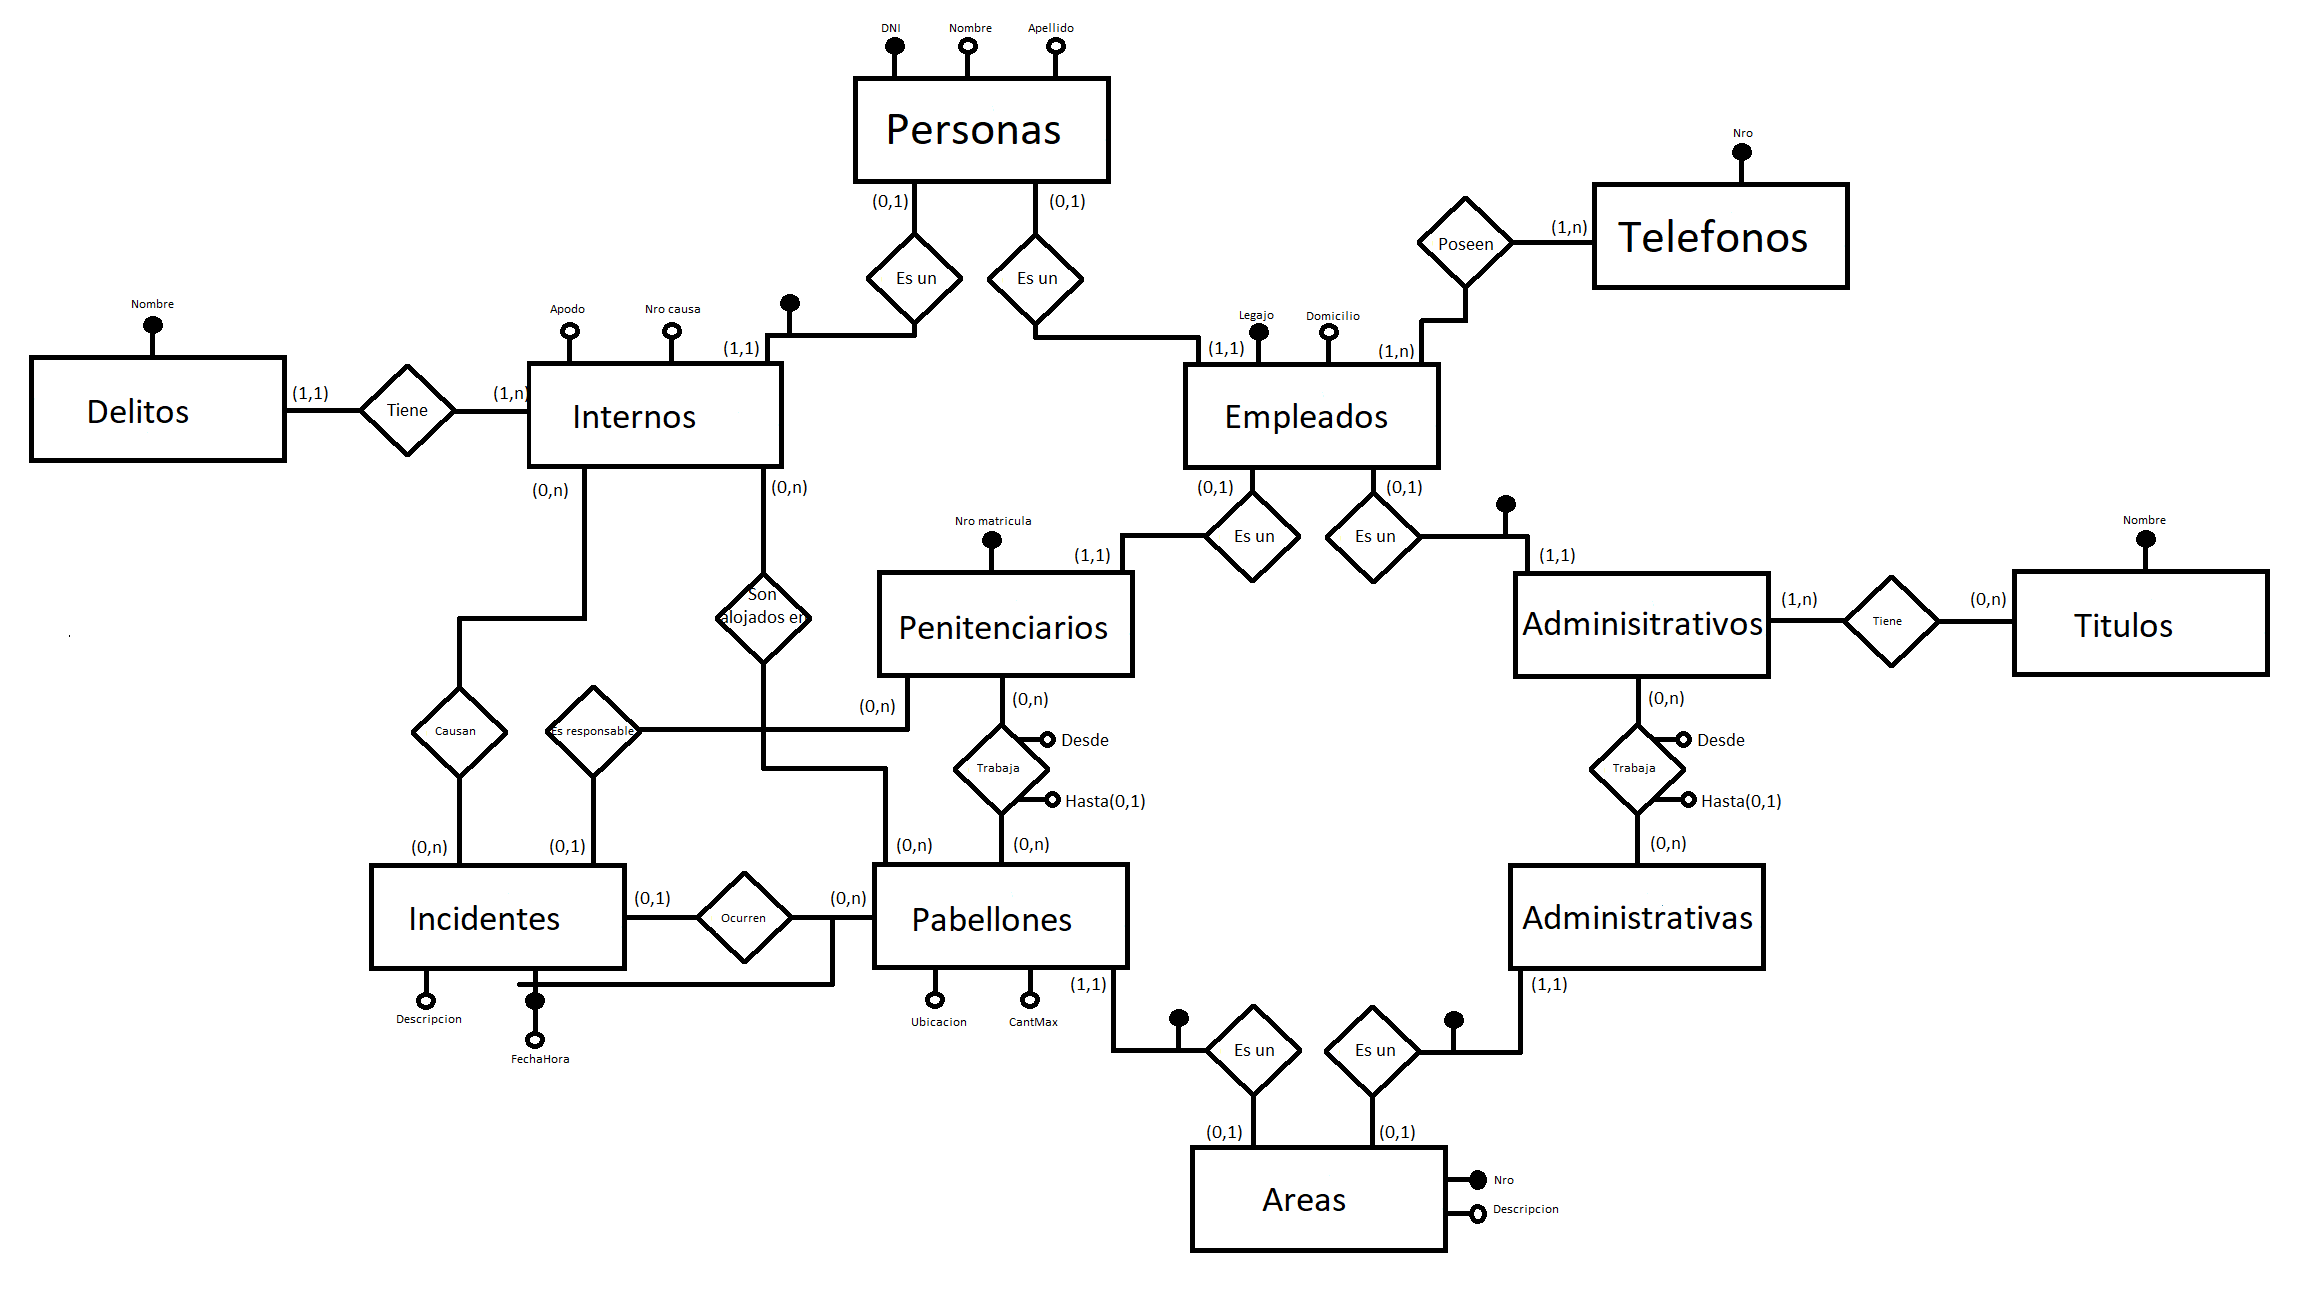 DNI
Nombre
Apellido
Personas
(0,1)
(0,1)
Nro
Telefonos
(1,n)
Poseen
Es un
Es un
Nombre
Apodo
Nro causa
Legajo
Domicilio
(1,1)
(1,1)
(1,n)
Delitos
(1,1)
Tiene
(1,n)
Internos
Empleados
(0,n)
(0,n)
(0,1)
(0,1)
Nro matricula
Es un
Es un
Nombre
(1,1)
(1,1)
Son
alojados en
Penitenciarios
Adminisitrativos
(1,n)
Tiene
(0,n)
Titulos
(0,n)
(0,n)
(0,n)
Causan
Es responsable
Desde
Trabaja
Hasta(0,1)
Desde
Trabaja
Hasta(0,1)
(0,n)
(0,1)
(0,n)
(0,n)
(0,n)
Incidentes
(0,1)
Ocurren
(0,n)
Pabellones
Administrativas
(1,1)
(1,1)
Descripcion
FechaHora
Ubicacion
CantMax
Es un
Es un
(0,1)
(0,1)
Areas
Nro
Descripcion